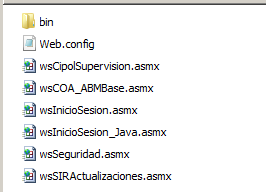 bin
Web.config
wsCipolSupervision.asmx
wsCOA_ABMBase.asmx
wsInicioSesion.asmx
wsInicioSesion_Java.asmx
wsSeguridad.asmx
wsSIRActualizaciones.asmx